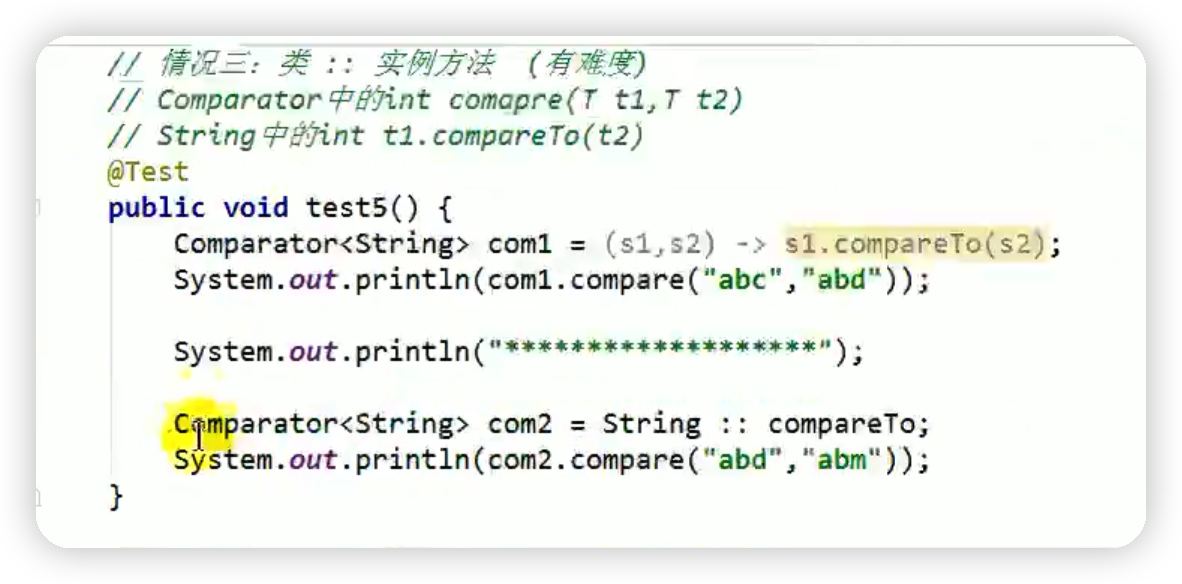 // 情况三：类 :: 实例方法 （有难度）
// Comparator中的int comapre(T t1,T t2)
// String中的int t1.compareTo(t2)
@Test
public void test5() {
Comparator<String> com1 = (s1,s2) -> s1.compareTo(s2);
System.out.println(com1.compare("abc","abd"));
System.out.println("*******************");
Comparator<String> com2 = String :: compareTo;
System.out.println(com2.compare("abd","abm"));
}